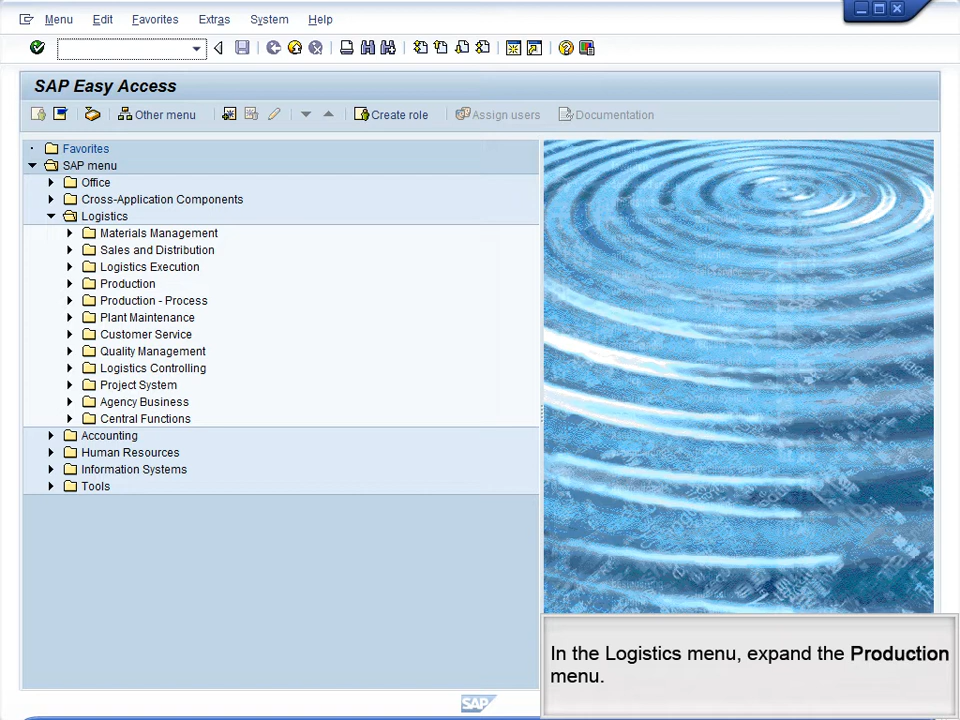 Menu Edit Favorites Extras System Help
SAP Easy Access
Other menu Create role Assign users Documentation
Favorites
SAP menu
Office
Cross-Application Components
Logistics
Materials Management
Sales and Distribution
Logistics Execution
Production
Production - Process
Plant Maintenance
Customer Service
Quality Management
Logistics Controlling
Project System
Agency Business
Central Functions
Accounting
Human Resources
Information Systems
Tools
In the Logistics menu, expand the Production
menu.
SAP